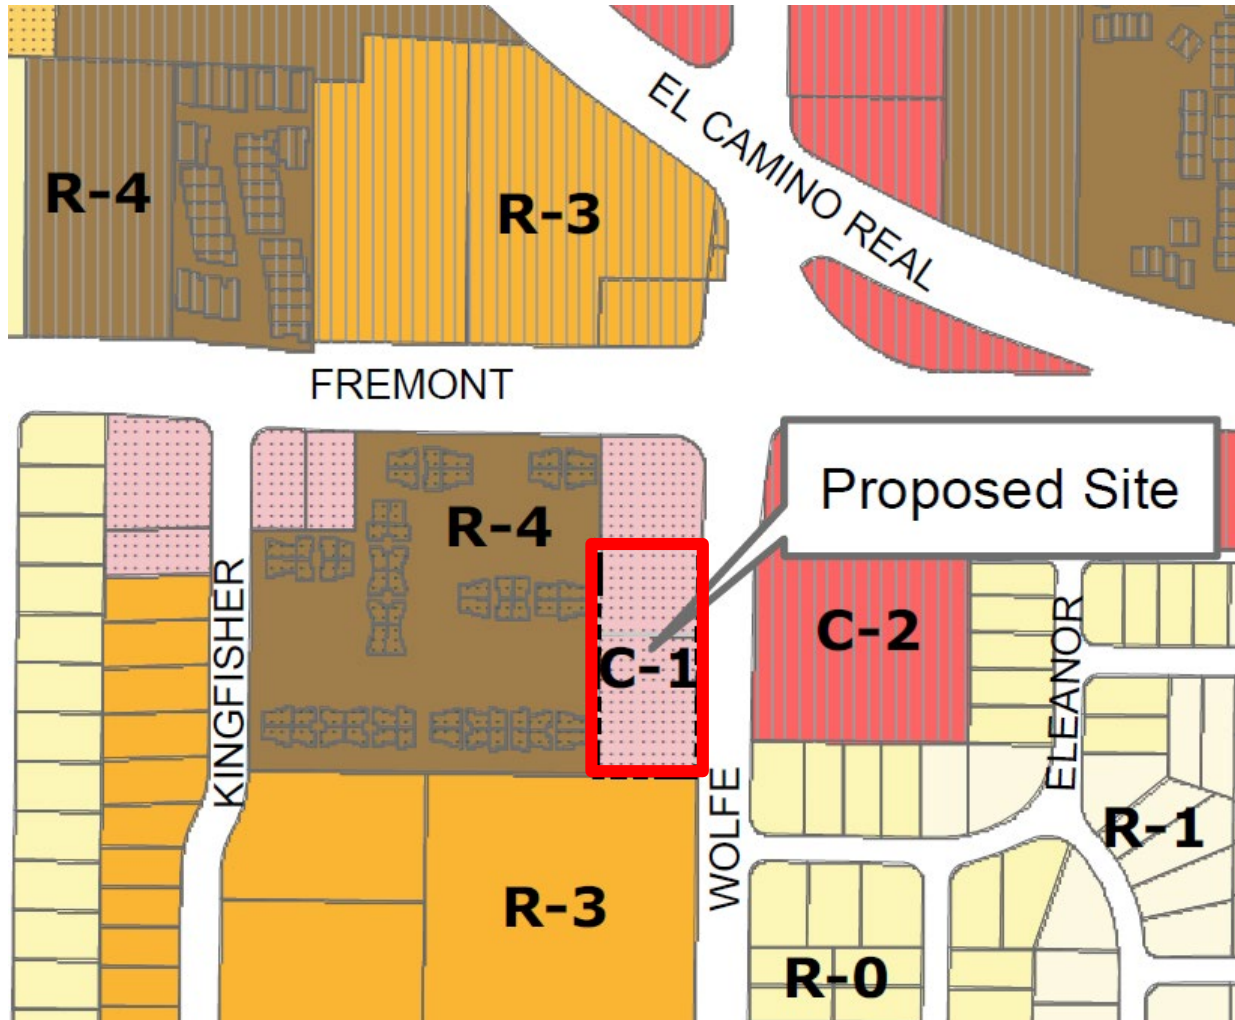 EL CAMINO REAL
R-4
R-3
FREMONT
Proposed Site
R-4
C-2
C-1
KINGFISHER
ELEANOR
WOLFE
R-1
R-3
R-0